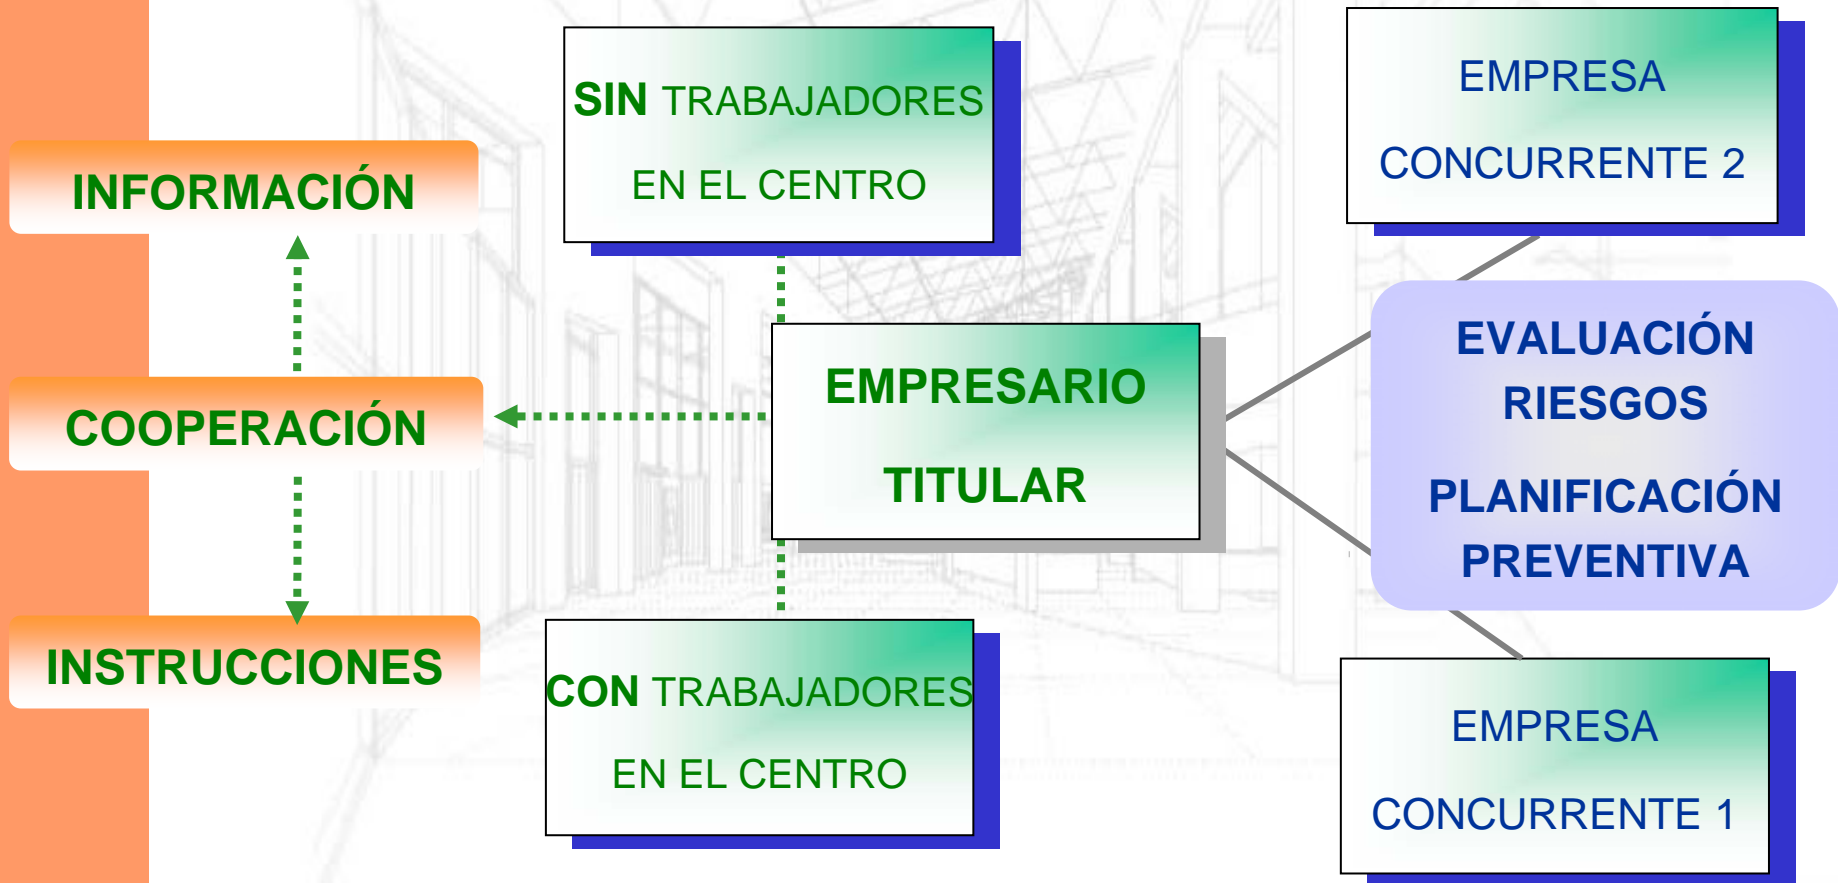 INFORMACIÓN
COOPERACIÓN
INSTRUCCIONES
SIN TRABAJADORES
EN EL CENTRO
EMPRESARIO
TITULAR
CON TRABAJADORES
EN EL CENTRO
EMPRESA
CONCURRENTE 2
EVALUACIÓN
RIESGOS
PLANIFICACIÓN
PREVENTIVA
EMPRESA
CONCURRENTE 1